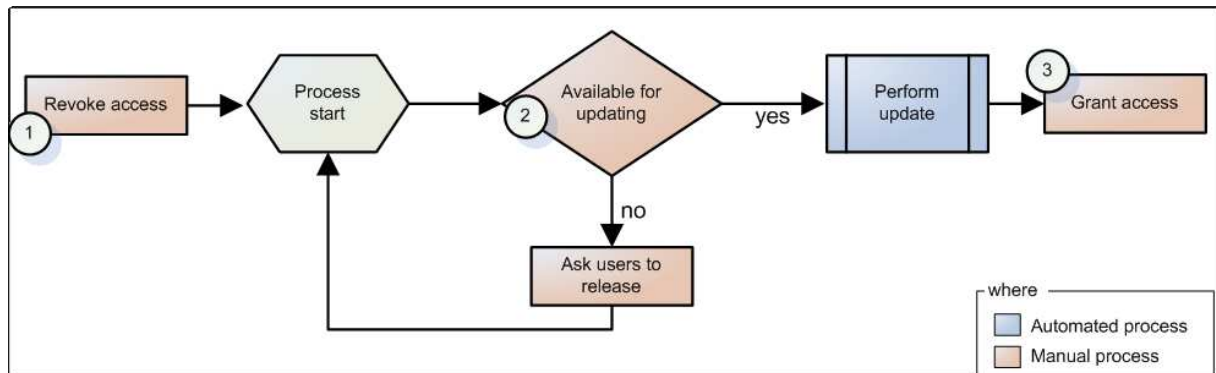 1
Revoke access
Process
start
2
Available for
updating
yes
Perform
update
3
Grant access
no
Ask users to
release
where
Automated process
Manual process